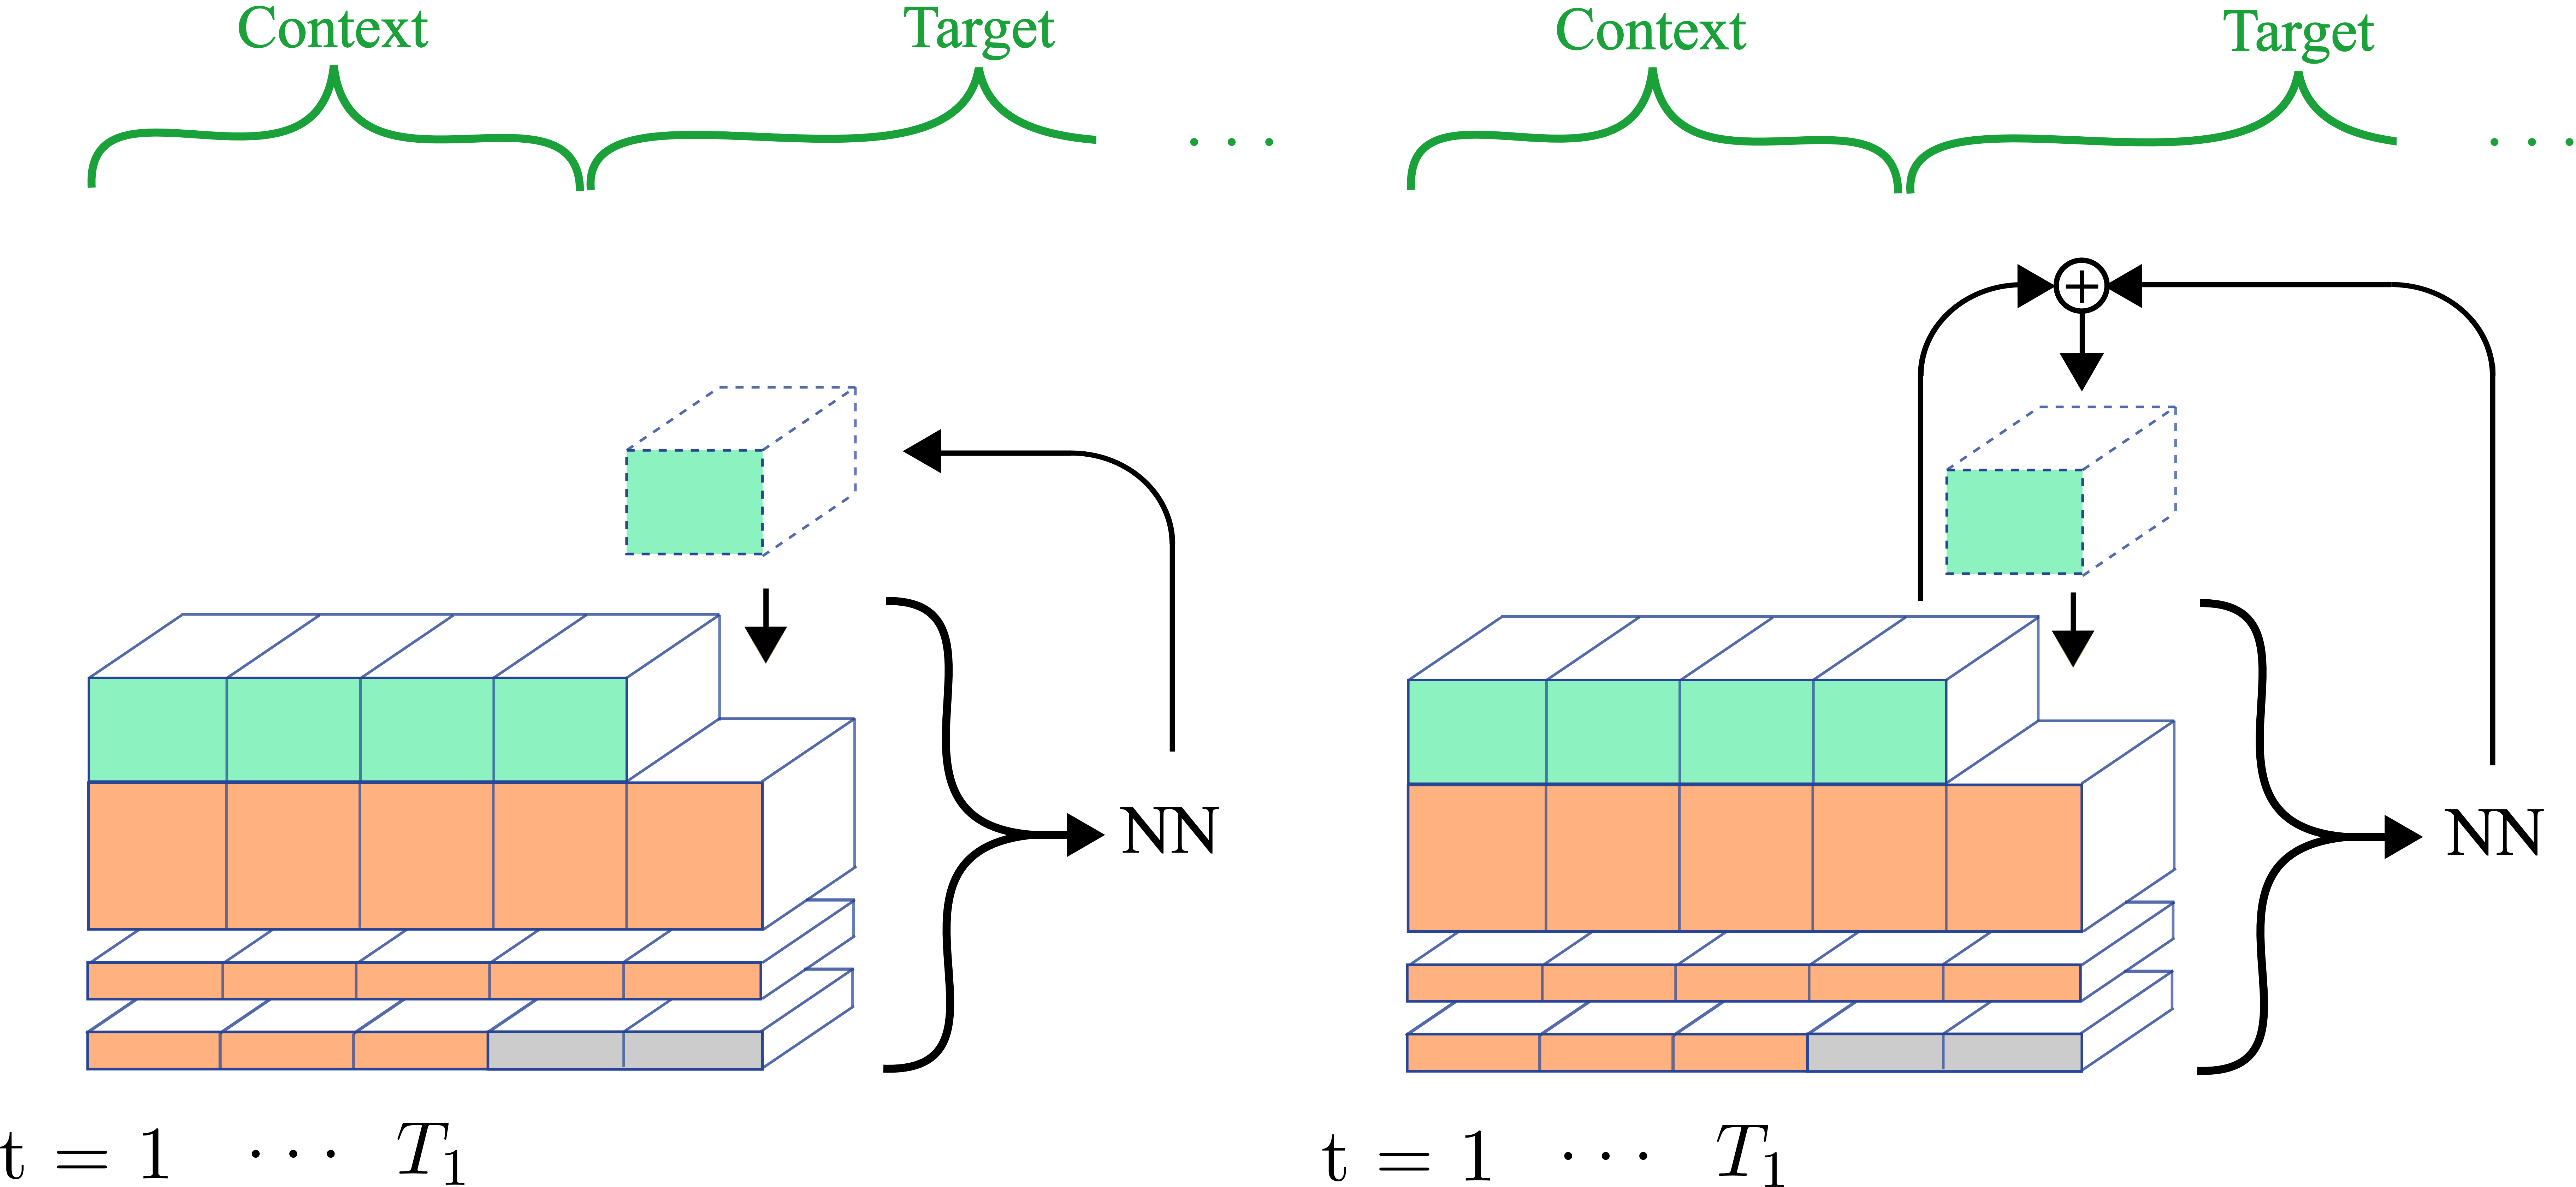 Context Target · · · Context Target · · ·
NN NN
t = 1 · · · T₁ t = 1 · · · T₁